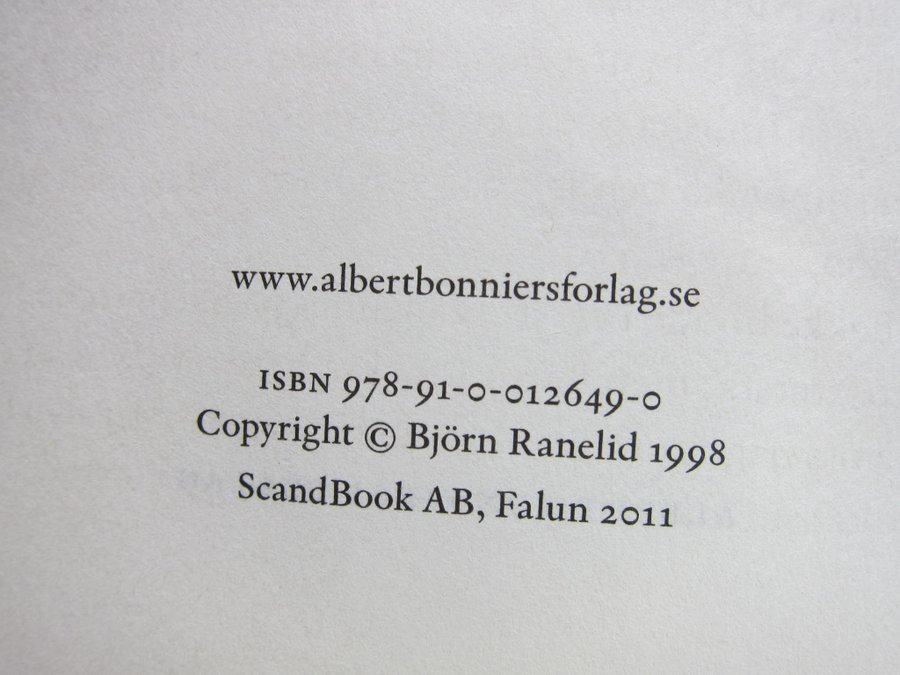 www.albertbonniersforlag.se
ISBN 978-91-0-012649-0
Copyright © Björn Ranelid 1998
ScandBook AB, Falun 2011